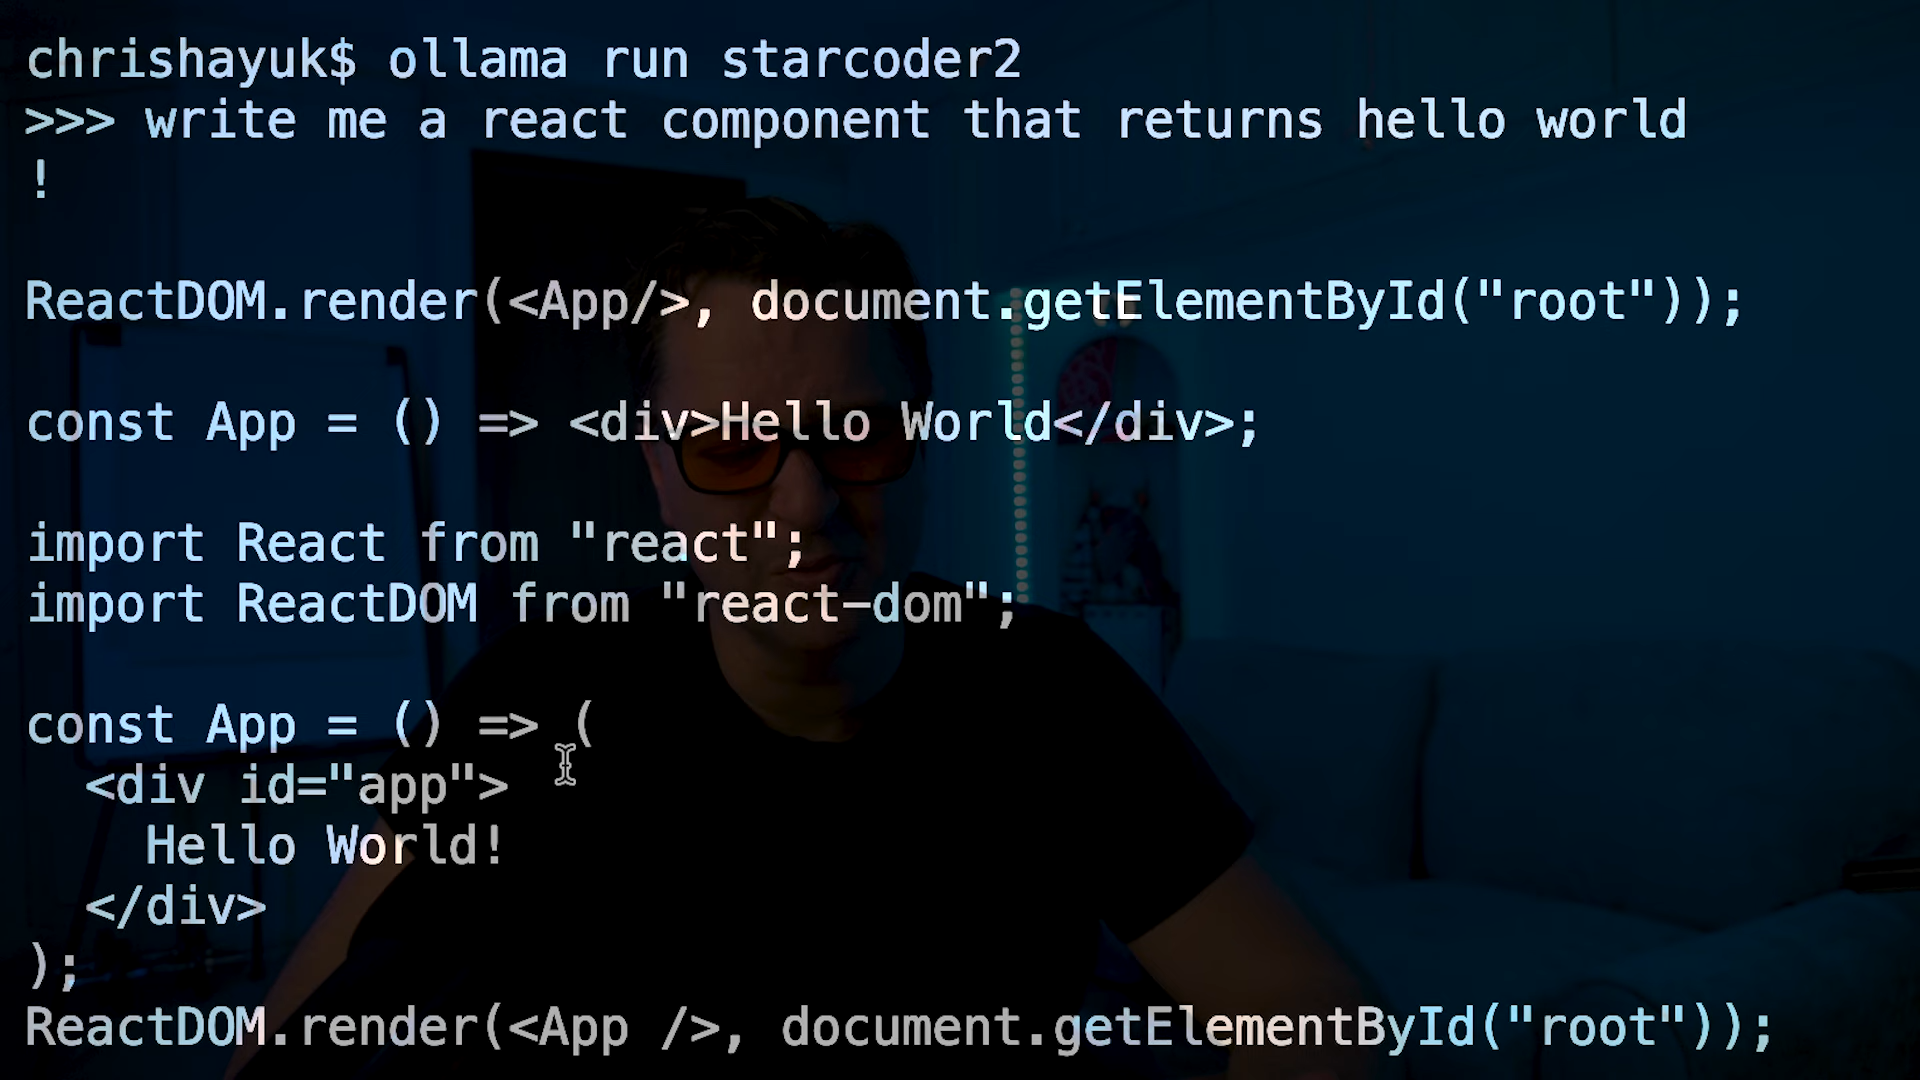 chrishayuk$ ollama run starcoder2
>>> write me a react component that returns hello world
!
ReactDOM.render(<App/>, document.getElementById("root"));
const App = () => <div>Hello World</div>;
import React from "react";
import ReactDOM from "react-dom";
const App = () => (
  <div id="app">
    Hello World!
  </div>
);
ReactDOM.render(<App />, document.getElementById("root"));